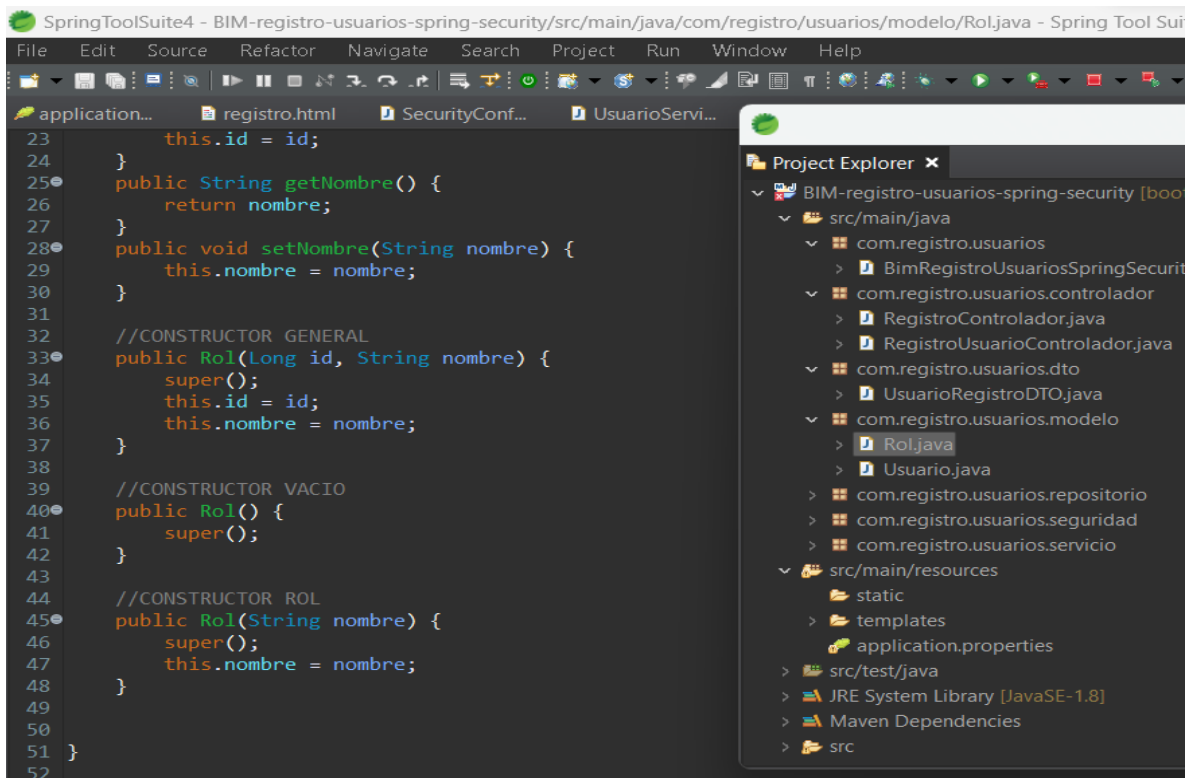 SpringToolSuite4 - BIM-registro-usuarios-spring-security/src/main/java/com/registro/usuarios/modelo/Rol.java - Spring Tool Sui
File Edit Source Refactor Navigate Search Project Run Window Help
application... registro.html SecurityConf... UsuarioServi...
23 this.id = id;
24 }
25 public String getNombre() {
26 return nombre;
27 }
28 public void setNombre(String nombre) {
29 this.nombre = nombre;
30 }
31
32 //CONSTRUCTOR GENERAL
33 public Rol(Long id, String nombre) {
34 super();
35 this.id = id;
36 this.nombre = nombre;
37 }
38
39 //CONSTRUCTOR VACIO
40 public Rol() {
41 super();
42 }
43
44 //CONSTRUCTOR ROL
45 public Rol(String nombre) {
46 super();
47 this.nombre = nombre;
48 }
49
50
51 }
52
Project Explorer ×
BIM-registro-usuarios-spring-security [boo
src/main/java
com.registro.usuarios
BimRegistroUsuariosSpringSecurit
com.registro.usuarios.controlador
RegistroControlador.java
RegistroUsuarioControlador.java
com.registro.usuarios.dto
UsuarioRegistroDTO.java
com.registro.usuarios.modelo
Rol.java
Usuario.java
com.registro.usuarios.repositorio
com.registro.usuarios.seguridad
com.registro.usuarios.servicio
src/main/resources
static
templates
application.properties
src/test/java
JRE System Library [JavaSE-1.8]
Maven Dependencies
src